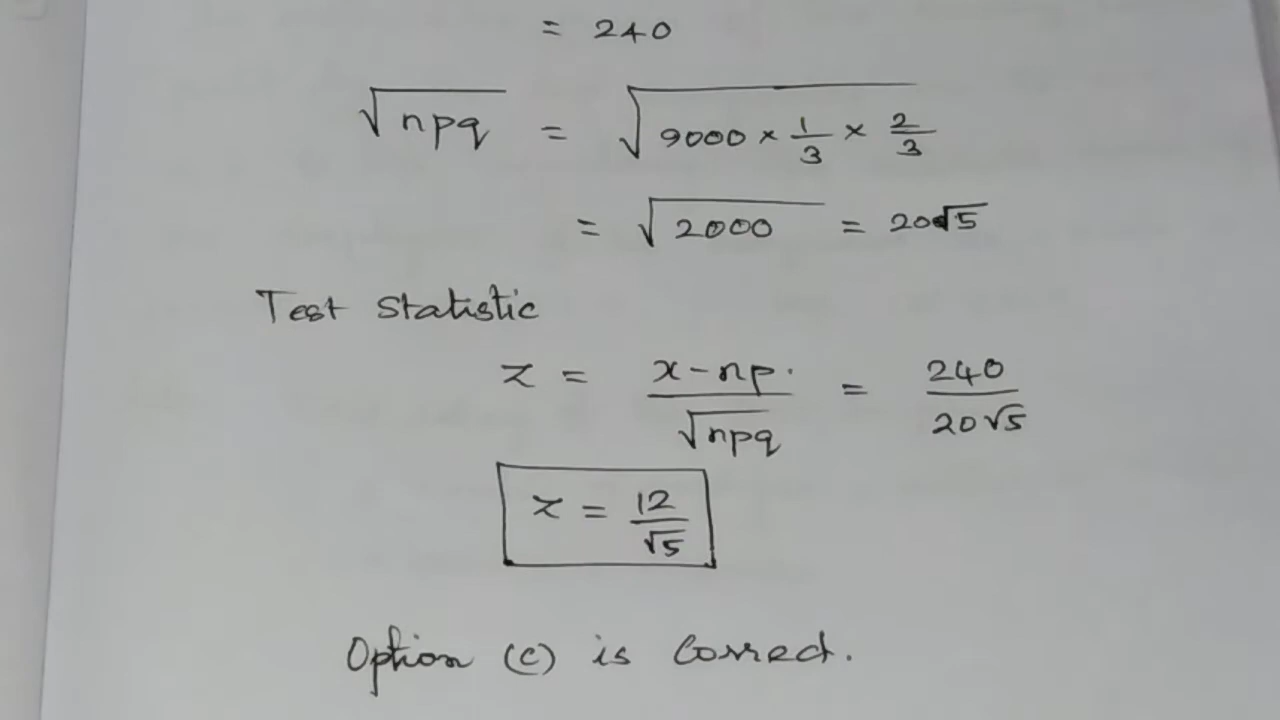 = 240
√npq = √9000 × 1/3 × 2/3
= √2000 = 20√5
Test Statistic
z = x - np. / √npq = 240 / 20√5
z = 12 / √5
Option (c) is Correct.